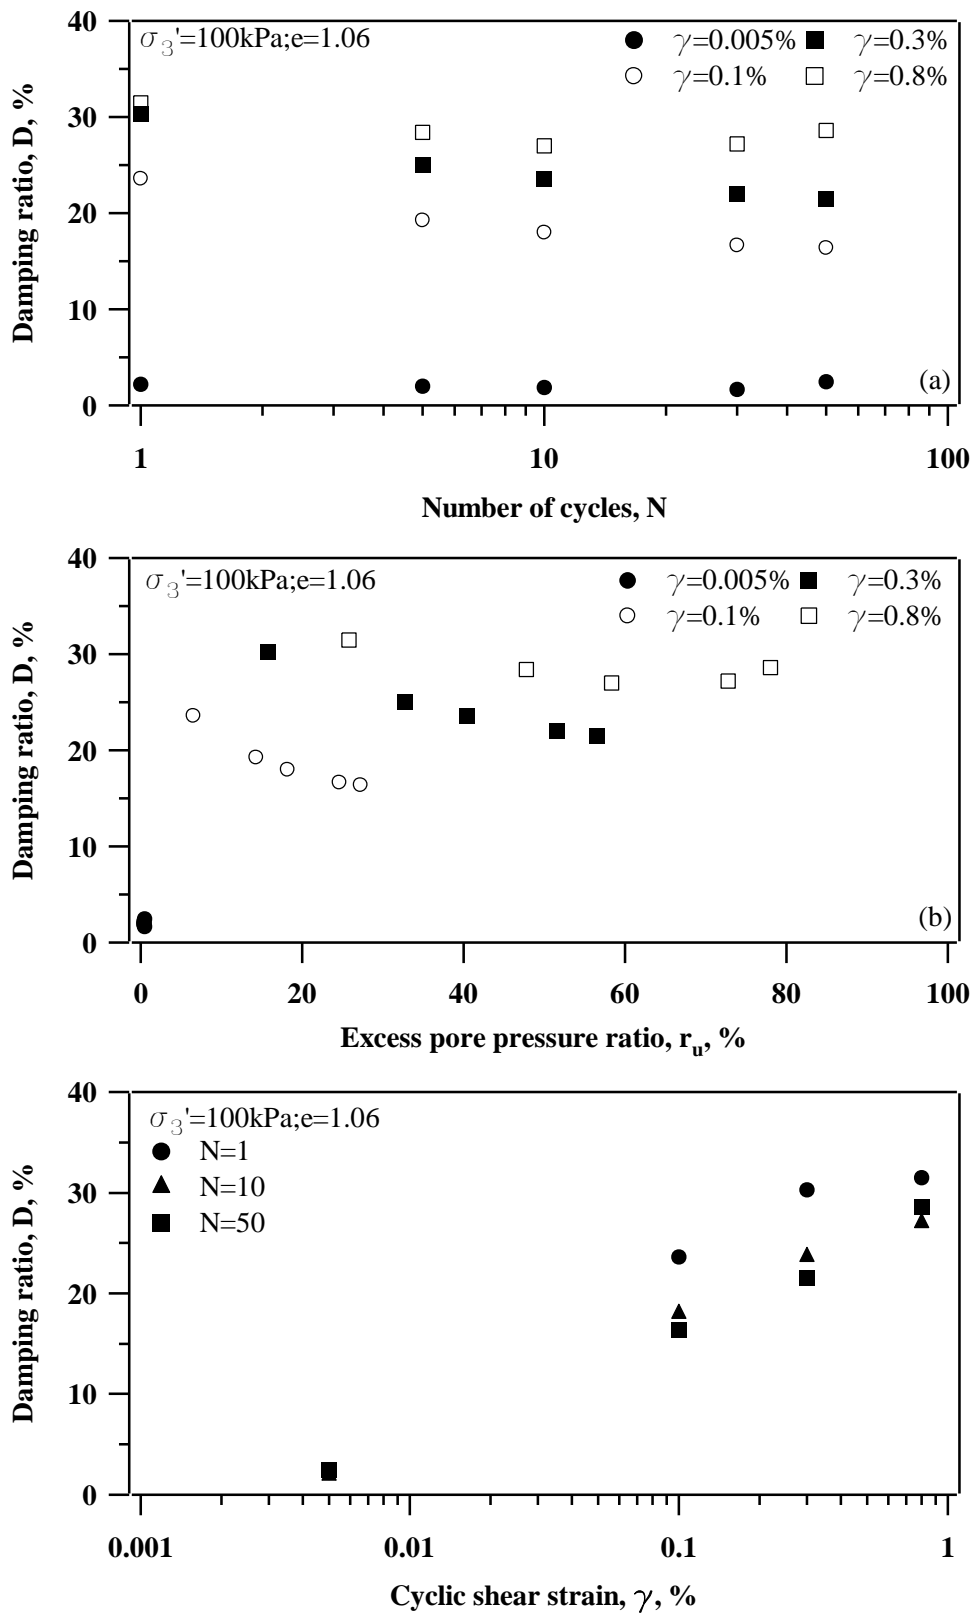 40
σ3'=100kPa;e=1.06
γ=0.005%
γ=0.3%
γ=0.1%
γ=0.8%
30
20
10
0
Damping ratio, D, %
(a)
1
10
100
Number of cycles, N
40
σ3'=100kPa;e=1.06
γ=0.005%
γ=0.3%
γ=0.1%
γ=0.8%
30
20
10
0
Damping ratio, D, %
(b)
0
20
40
60
80
100
Excess pore pressure ratio, ru, %
40
σ3'=100kPa;e=1.06
N=1
N=10
N=50
30
20
10
0
Damping ratio, D, %
0.001
0.01
0.1
1
Cyclic shear strain, γ, %